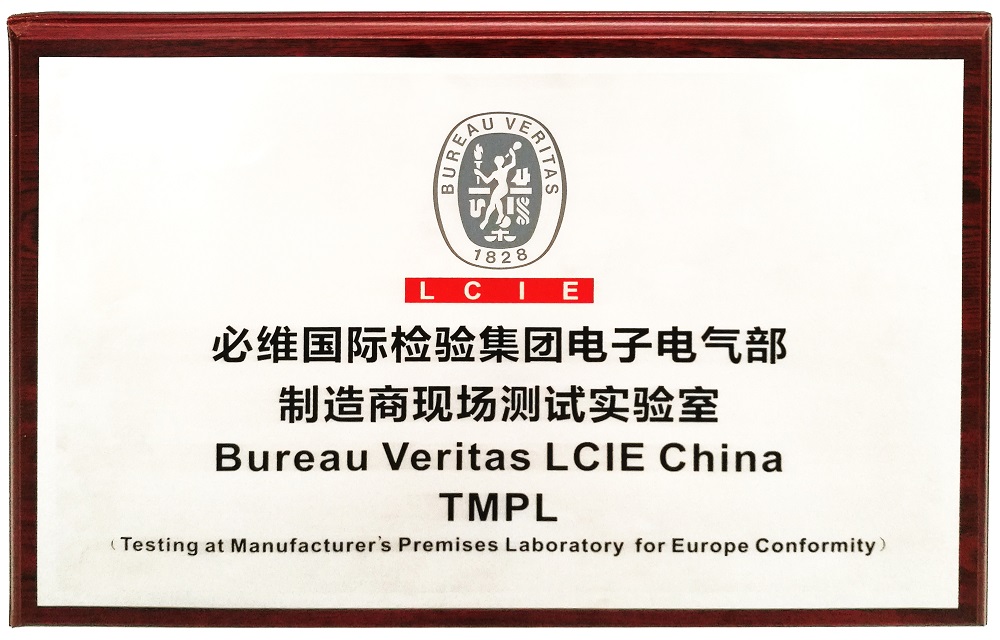 BUREAU VERITAS
1828
L C I E
必维国际检验集团电子电气部
制造商现场测试实验室
Bureau Veritas LCIE China
TMPL
（Testing at Manufacturer's Premises Laboratory for Europe Conformity）